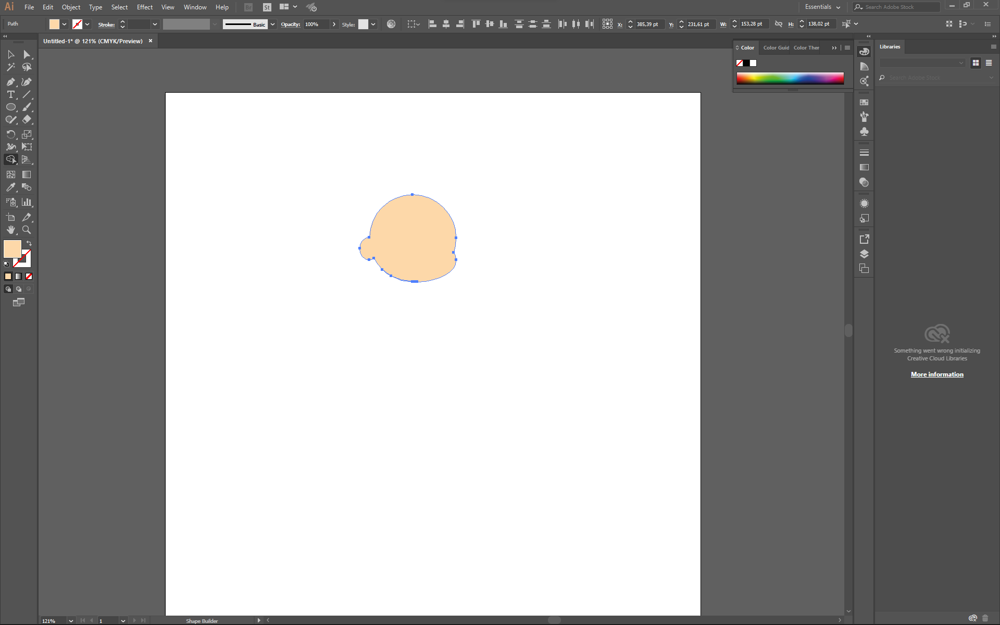 Ai File Edit Object Type Select Effect View Window Help Br St Essentials Search Adobe Stock
Path Stroke: Basic Opacity: 100% Style: X: 385,39 pt Y: 231,61 pt W: 153,28 pt H: 138,02 pt
Untitled-1* @ 121% (CMYK/Preview)
Color Color Guid Color Ther
Libraries
Search Adobe Stock
Something went wrong initializing
Creative Cloud Libraries
More information
121% 1 Shape Builder